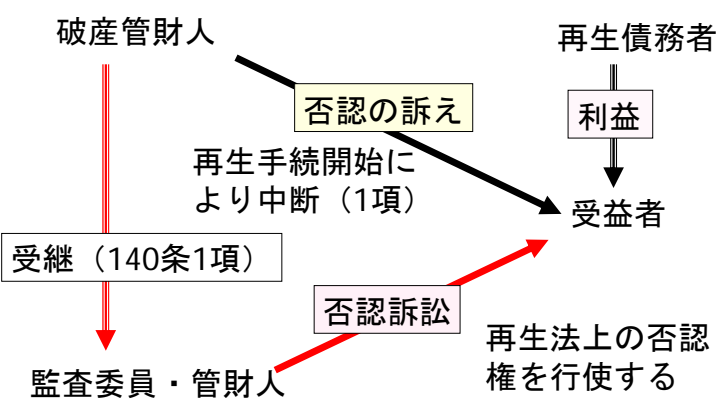 破産管財人
再生債務者
否認の訴え
利益
再生手続開始に
より中断（1項）
受益者
受継（140条1項）
否認訴訟
再生法上の否認
権を行使する
監査委員・管財人